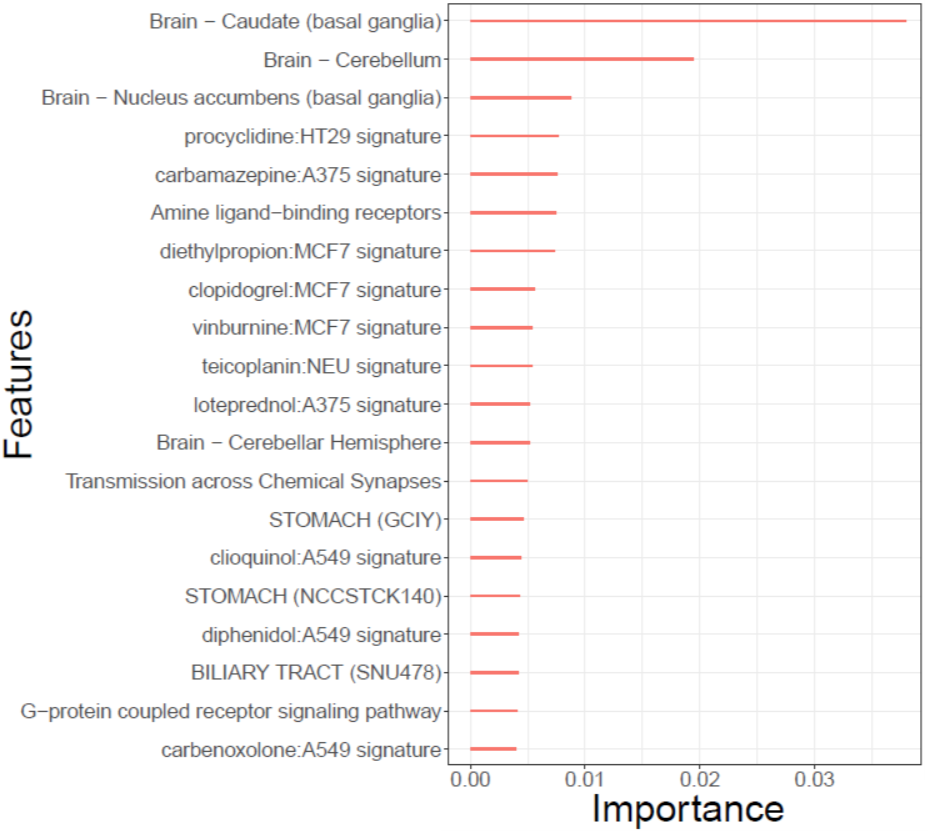 Features
Brain − Caudate (basal ganglia)
Brain − Cerebellum
Brain − Nucleus accumbens (basal ganglia)
procyclidine:HT29 signature
carbamazepine:A375 signature
Amine ligand−binding receptors
diethylpropion:MCF7 signature
clopidogrel:MCF7 signature
vinburnine:MCF7 signature
teicoplanin:NEU signature
loteprednol:A375 signature
Brain − Cerebellar Hemisphere
Transmission across Chemical Synapses
STOMACH (GCIY)
clioquinol:A549 signature
STOMACH (NCCSTCK140)
diphenidol:A549 signature
BILIARY TRACT (SNU478)
G−protein coupled receptor signaling pathway
carbenoxolone:A549 signature
0.00 0.01 0.02 0.03
Importance